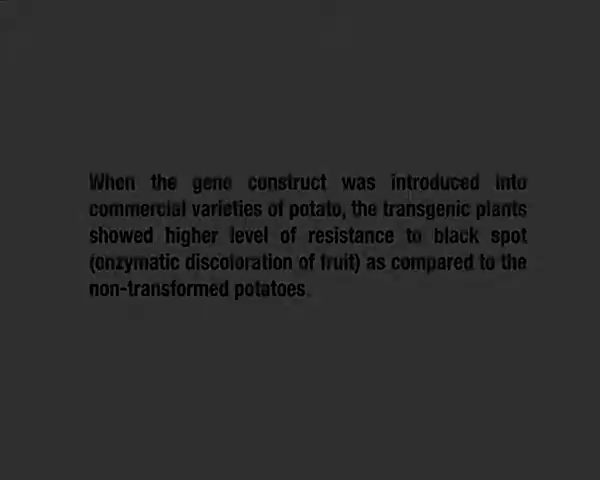 When the gene construct was introduced into
commercial varieties of potato, the transgenic plants
showed higher level of resistance to black spot
(enzymatic discoloration of fruit) as compared to the
non-transformed potatoes.